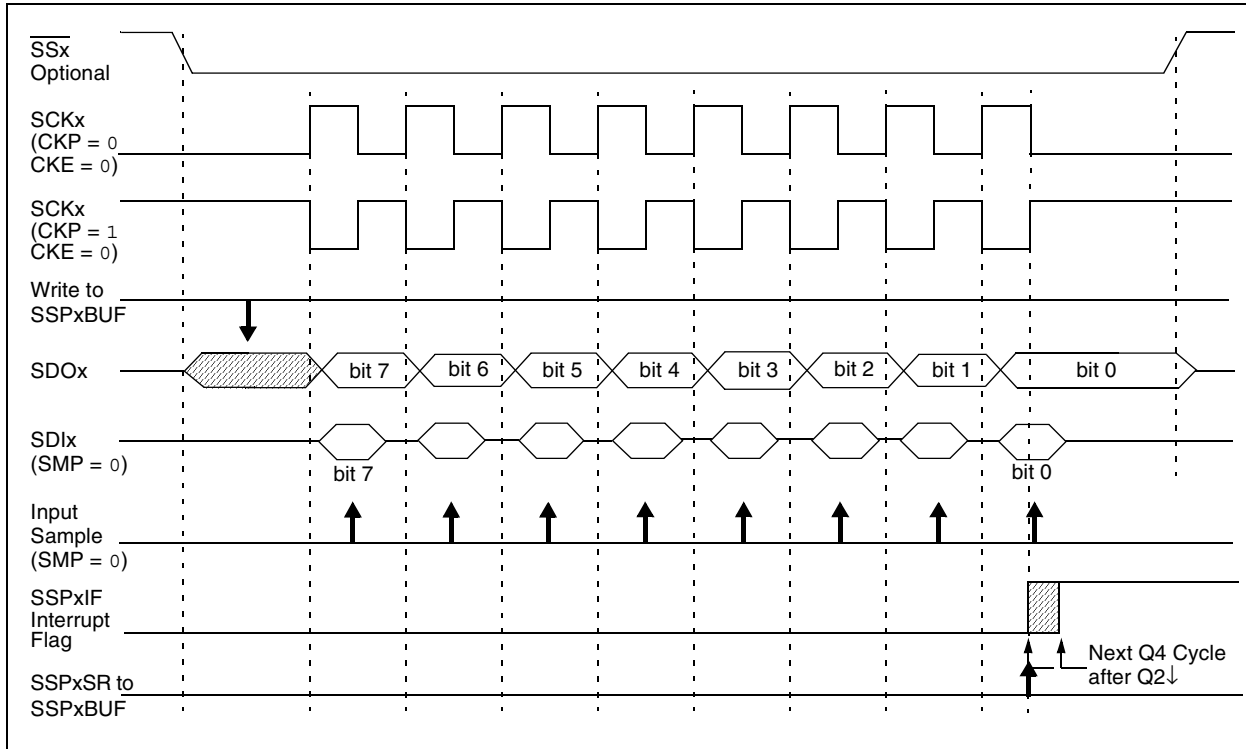 SSx
Optional
SCKx
(CKP = 0
CKE = 0)
SCKx
(CKP = 1
CKE = 0)
Write to
SSPxBUF
SDOx
bit 7
bit 6
bit 5
bit 4
bit 3
bit 2
bit 1
bit 0
SDIx
(SMP = 0)
bit 7
bit 0
Input
Sample
(SMP = 0)
SSPxIF
Interrupt
Flag
Next Q4 Cycle
after Q2↓
SSPxSR to
SSPxBUF